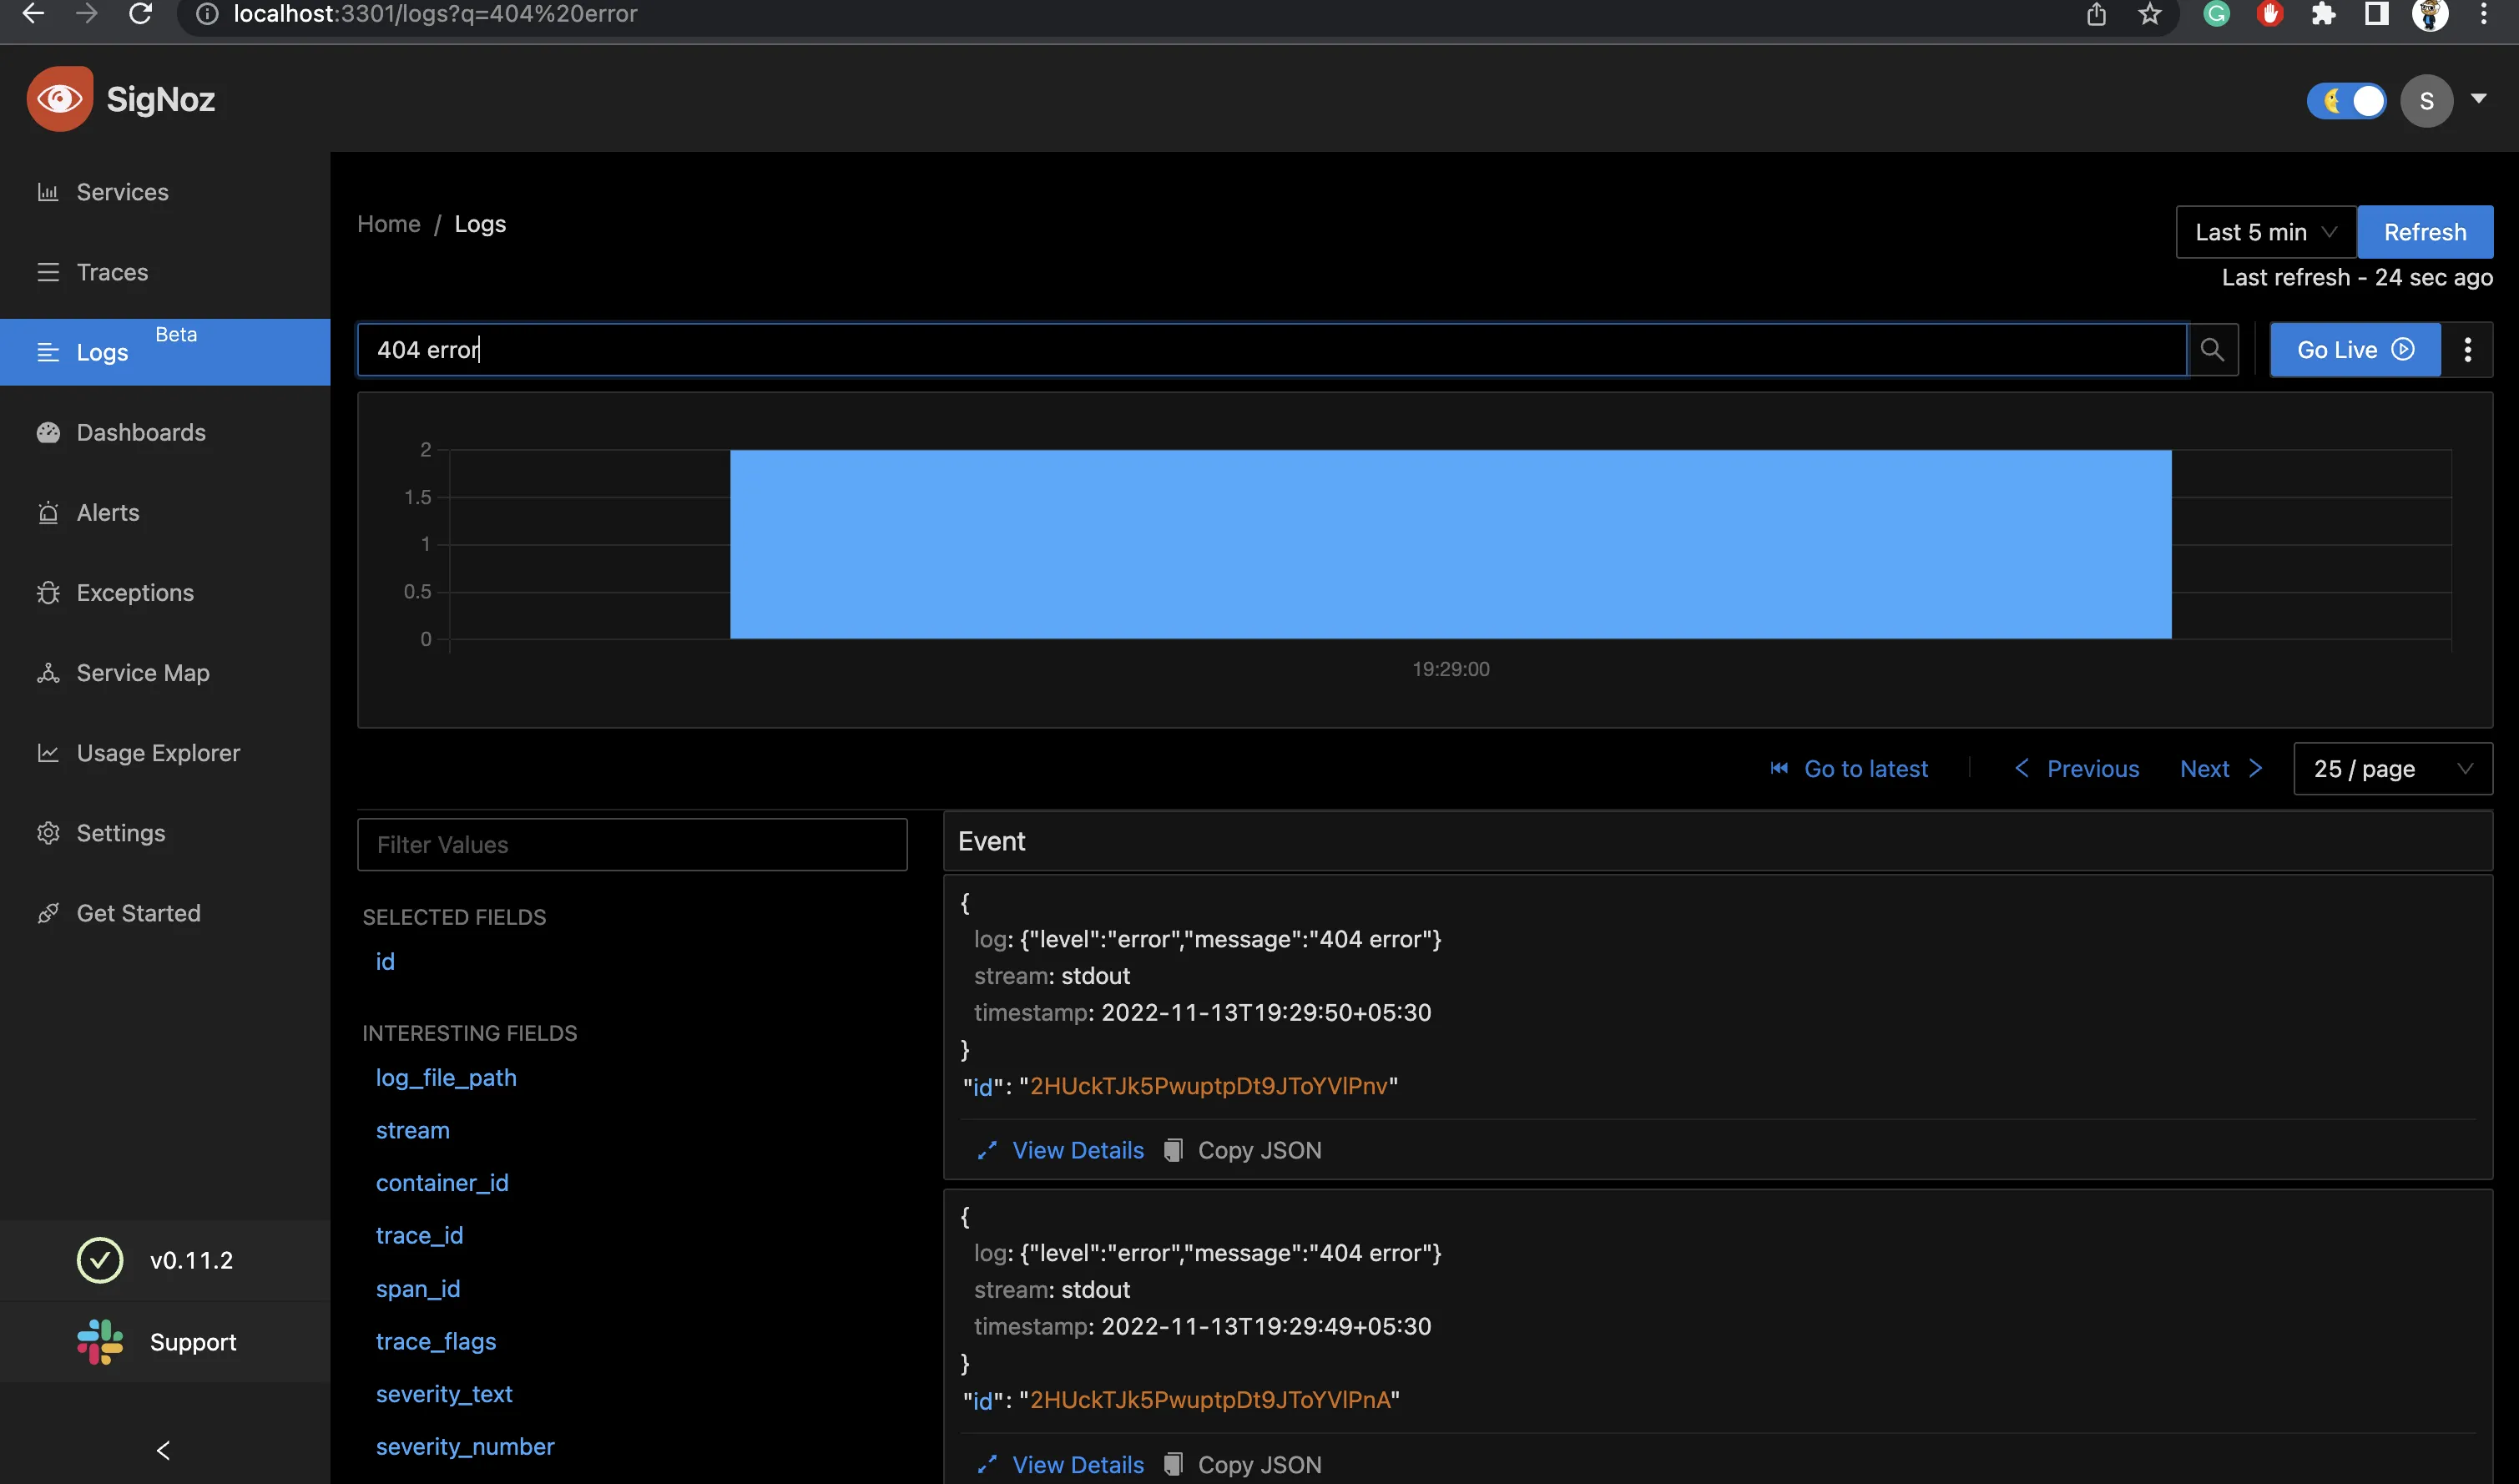 localhost:3301/logs?q=404%20error
SigNoz
S
Services
Traces
Logs Beta
Dashboards
Alerts
Exceptions
Service Map
Usage Explorer
Settings
Get Started
v0.11.2
Support
Home / Logs
Last 5 min
Refresh
Last refresh - 24 sec ago
404 error
Go Live
2
1.5
1
0.5
0
19:29:00
Go to latest
Previous
Next
25 / page
Filter Values
SELECTED FIELDS
id
INTERESTING FIELDS
log_file_path
stream
container_id
trace_id
span_id
trace_flags
severity_text
severity_number
Event
{
log: {"level":"error","message":"404 error"}
stream: stdout
timestamp: 2022-11-13T19:29:50+05:30
}
"id": "2HUckTJk5PwuptpDt9JToYVlPnv"
View Details Copy JSON
{
log: {"level":"error","message":"404 error"}
stream: stdout
timestamp: 2022-11-13T19:29:49+05:30
}
"id": "2HUckTJk5PwuptpDt9JToYVlPnA"
View Details Copy JSON